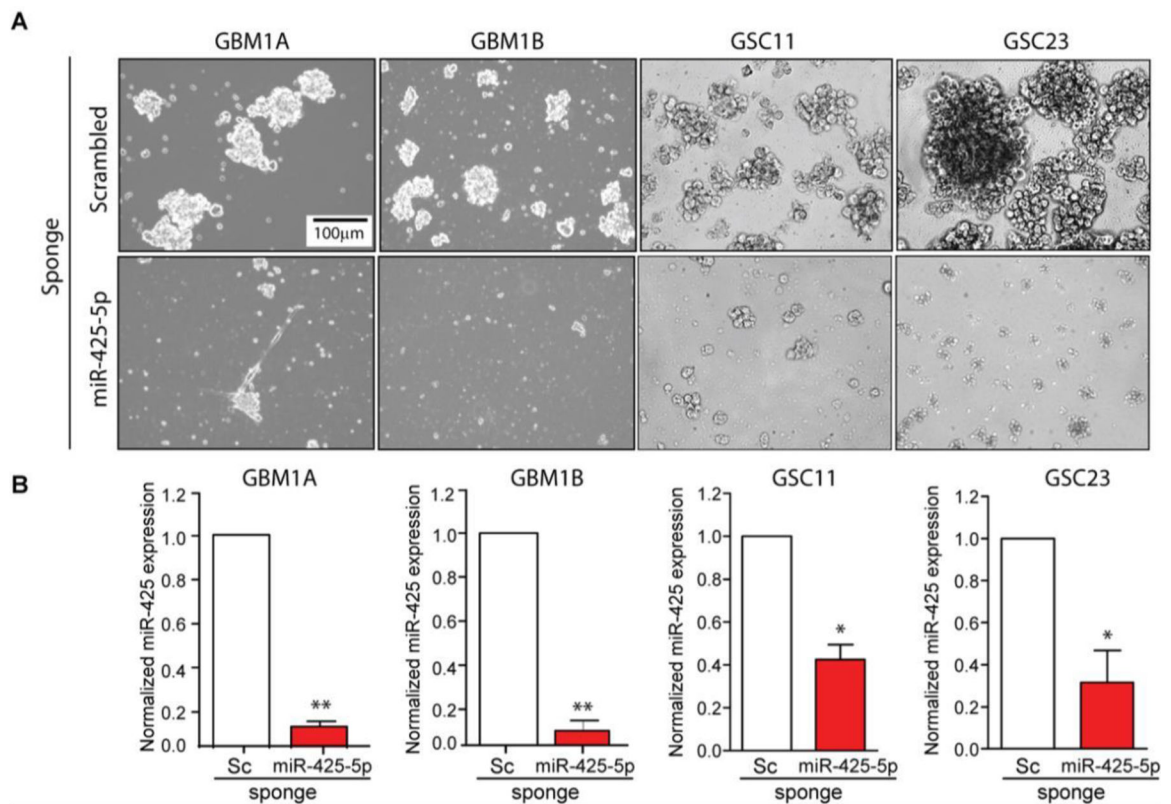 A
GBM1A
GBM1B
GSC11
GSC23
Sponge
Scrambled
100μm
miR-425-5p
B
GBM1A
Normalized miR-425 expression
1.2
1.0
0.8
0.6
0.4
0.2
0.0
**
Sc
miR-425-5p
sponge
GBM1B
Normalized miR-425 expression
1.2
1.0
0.8
0.6
0.4
0.2
0.0
**
Sc
miR-425-5p
sponge
GSC11
Normalized miR-425 expression
1.2
1.0
0.8
0.6
0.4
0.2
0.0
*
Sc
miR-425-5p
sponge
GSC23
Normalized miR-425 expression
1.2
1.0
0.8
0.6
0.4
0.2
0.0
*
Sc
miR-425-5p
sponge